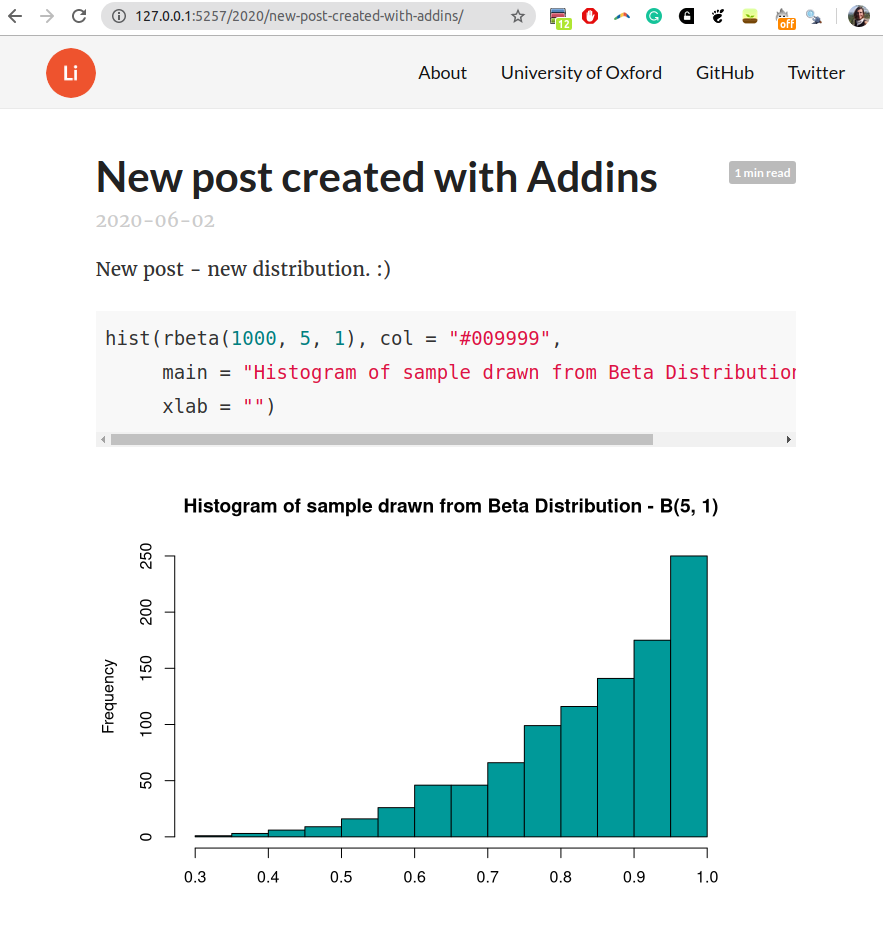 127.0.0.1:5257/2020/new-post-created-with-addins/
12
off
Li
About University of Oxford GitHub Twitter
New post created with Addins
1 min read
2020-06-02
New post - new distribution. :)
hist(rbeta(1000, 5, 1), col = "#009999",
main = "Histogram of sample drawn from Beta Distribution
xlab = "")
Histogram of sample drawn from Beta Distribution - B(5, 1)
250
200
150
100
50
0
Frequency
0.3 0.4 0.5 0.6 0.7 0.8 0.9 1.0